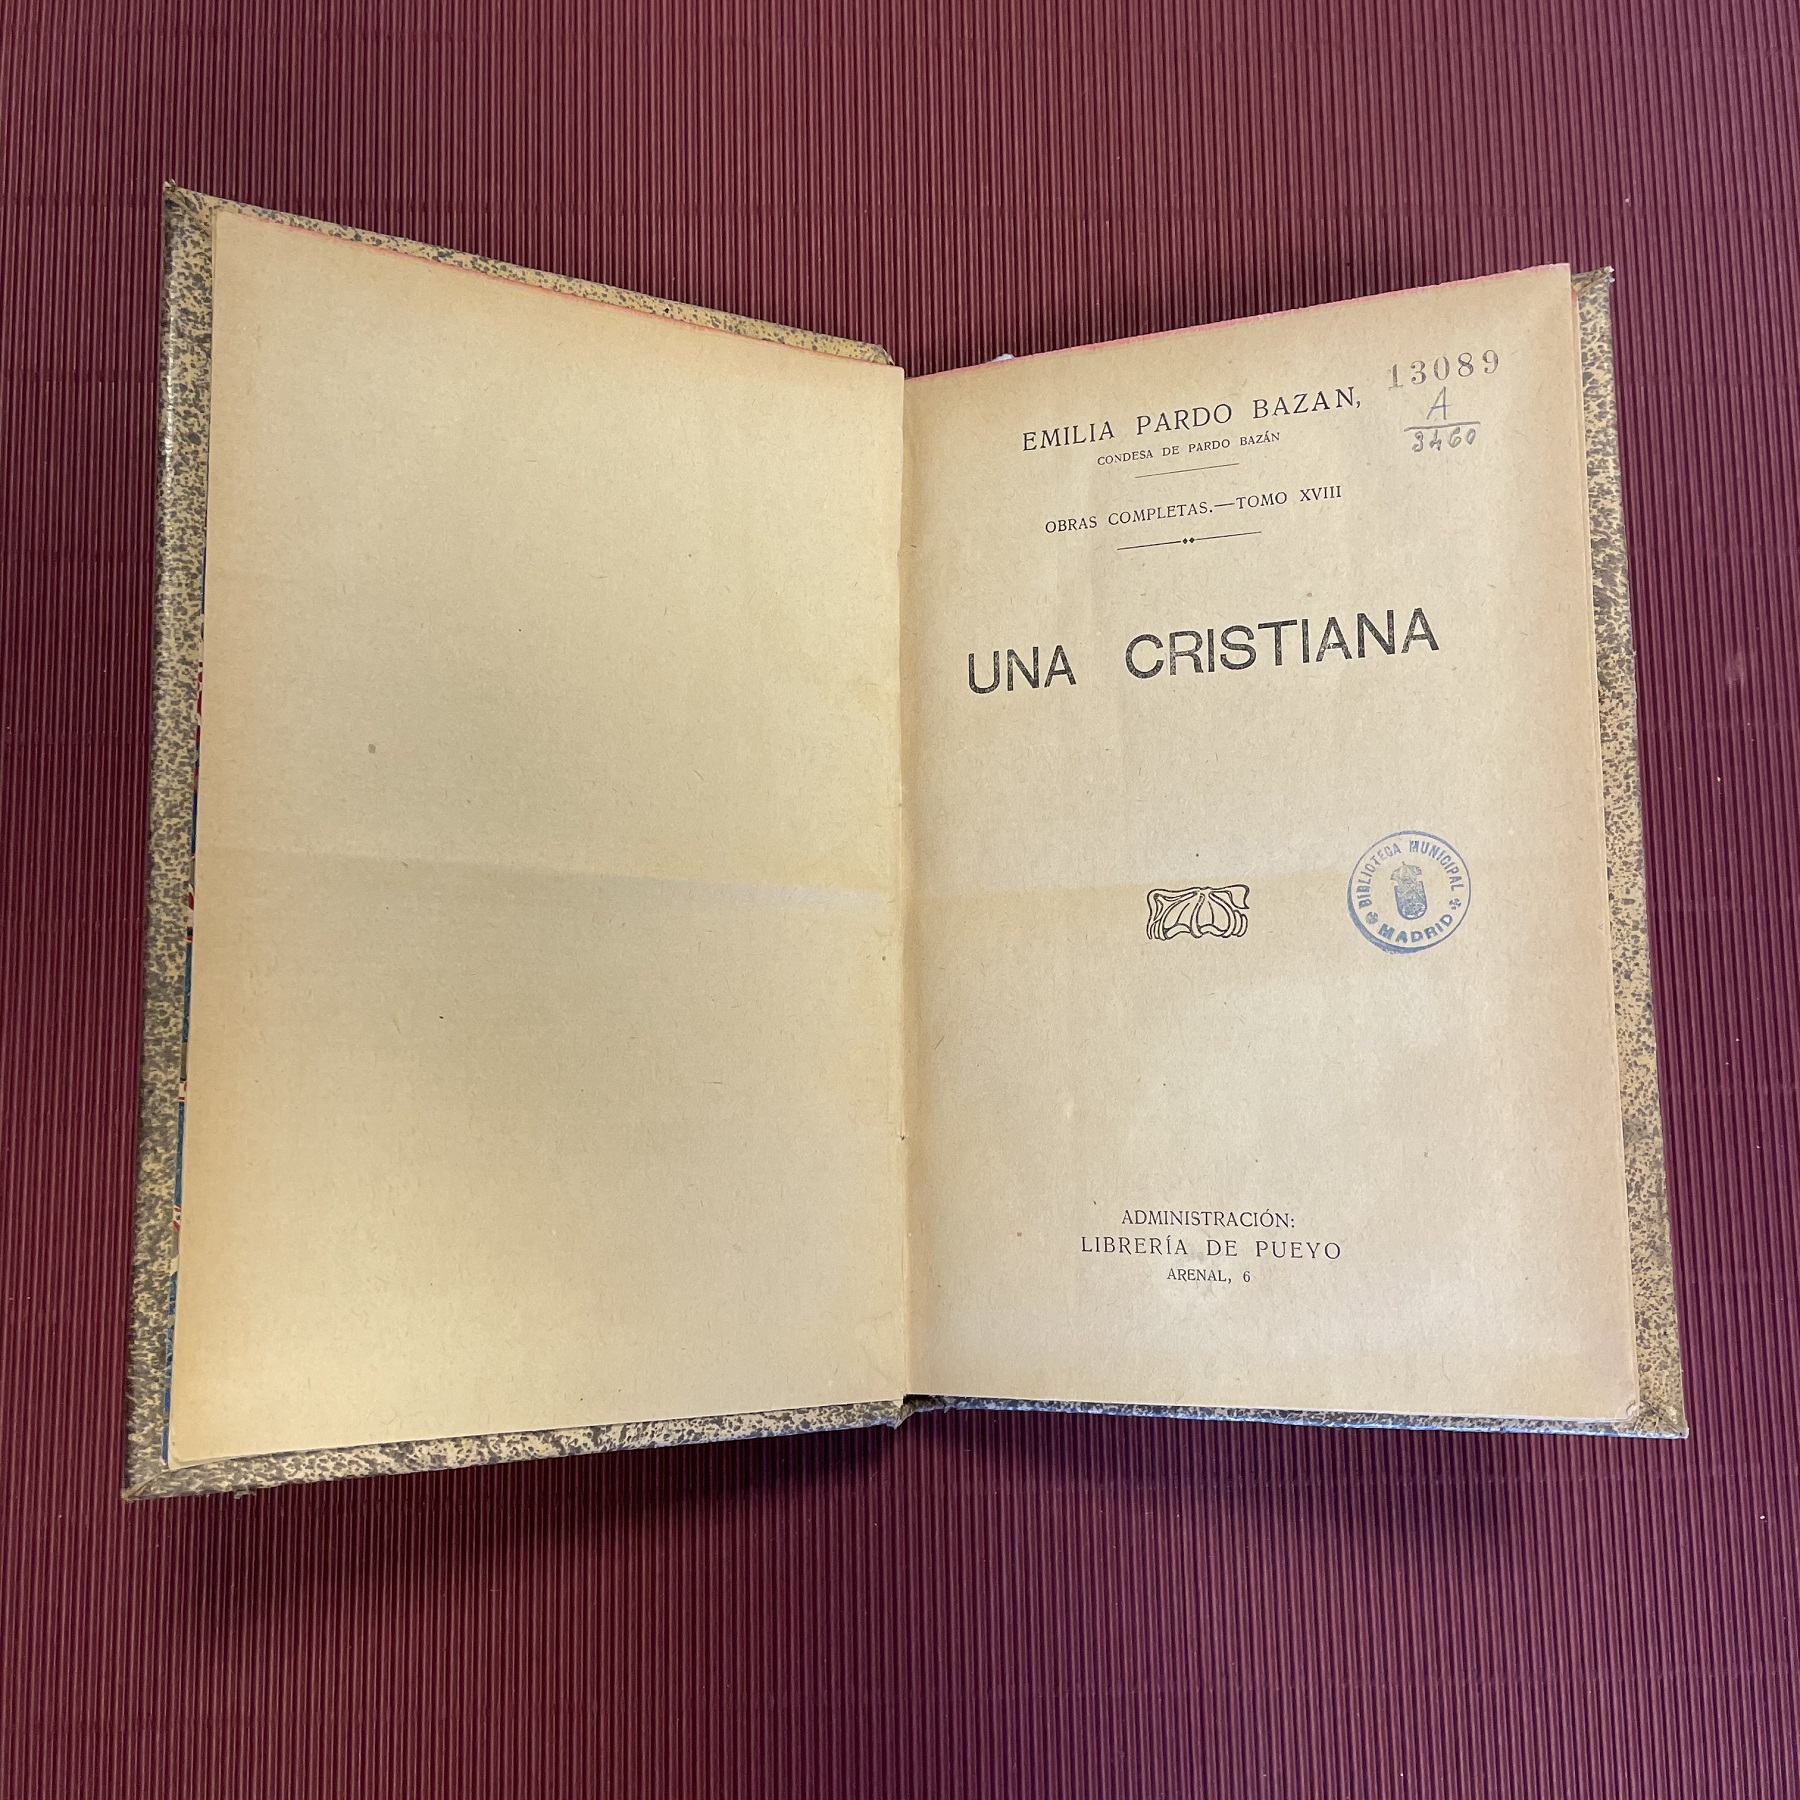 EMILIA PARDO BAZAN,
13089
A
3460
CONDESA DE PARDO BAZÁN
OBRAS COMPLETAS.—TOMO XVIII
UNA CRISTIANA
BIBLIOTECA MUNICIPAL
MADRID
ADMINISTRACIÓN:
LIBRERÍA DE PUEYO
ARENAL, 6